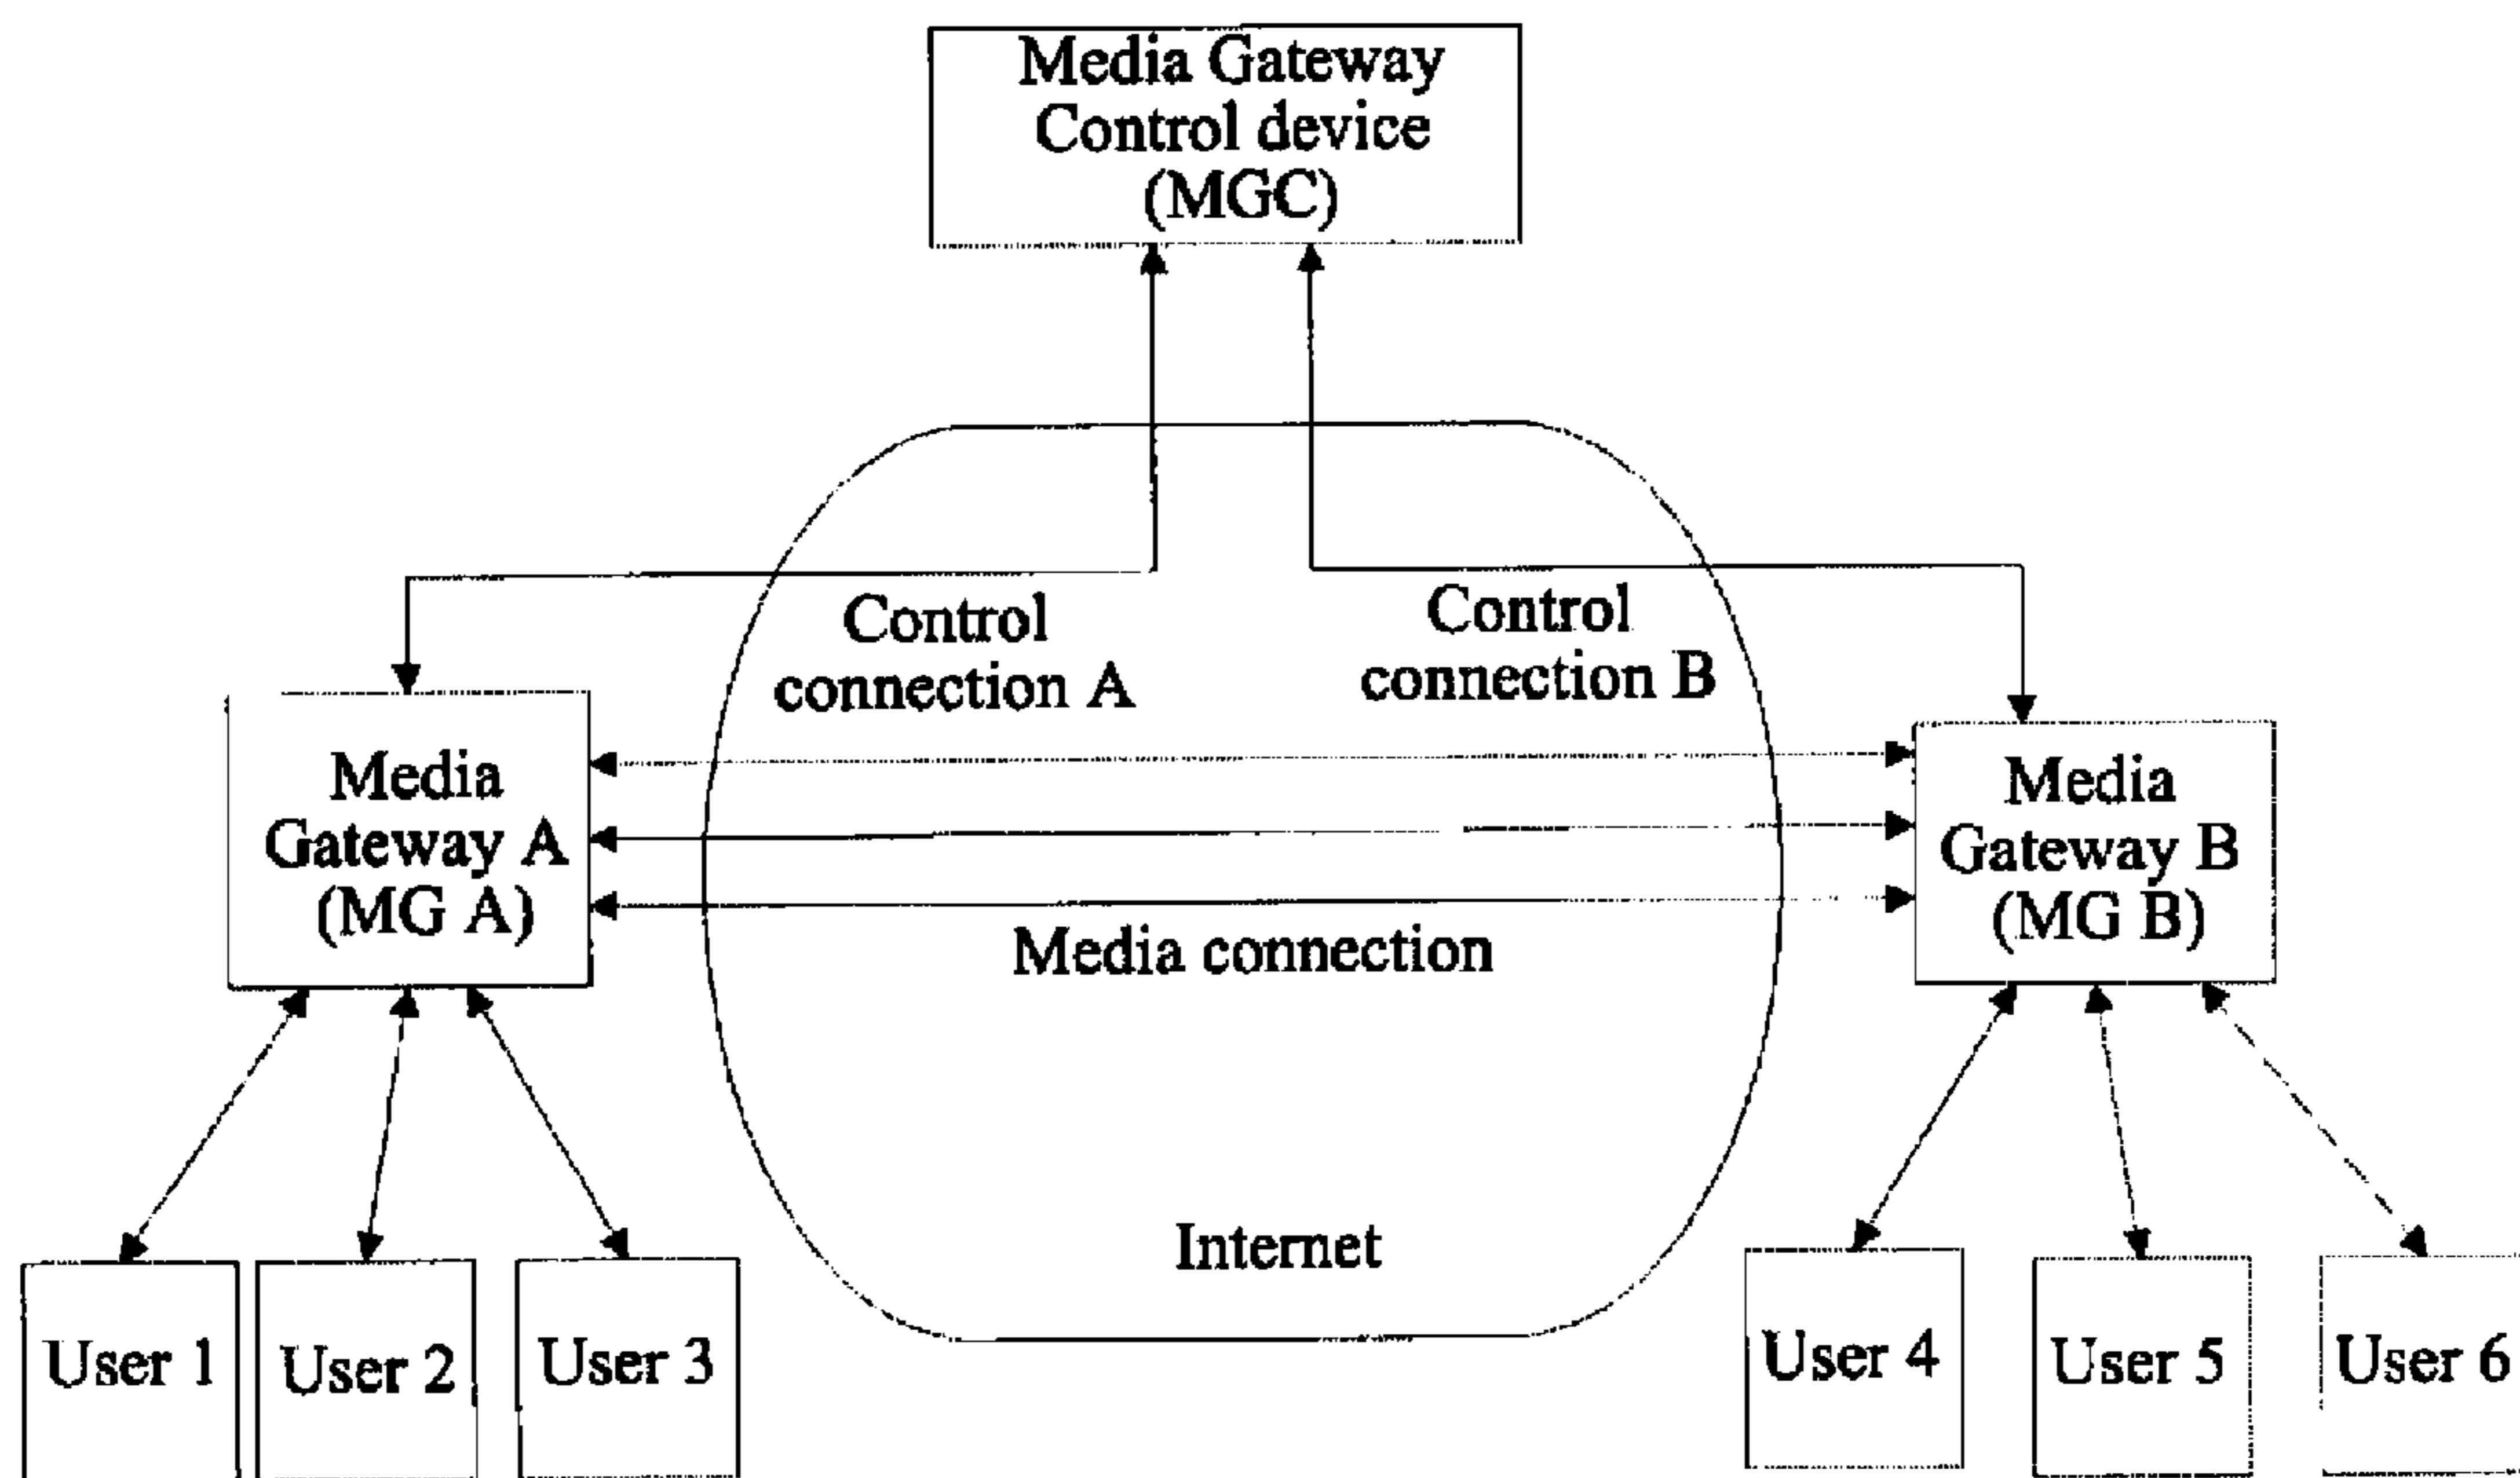 Media Gateway
Control device
(MGC)
Control
connection A
Control
connection B
Media
Gateway A
(MG A)
Media
Gateway B
(MG B)
Media connection
Internet
User 1
User 2
User 3
User 4
User 5
User 6